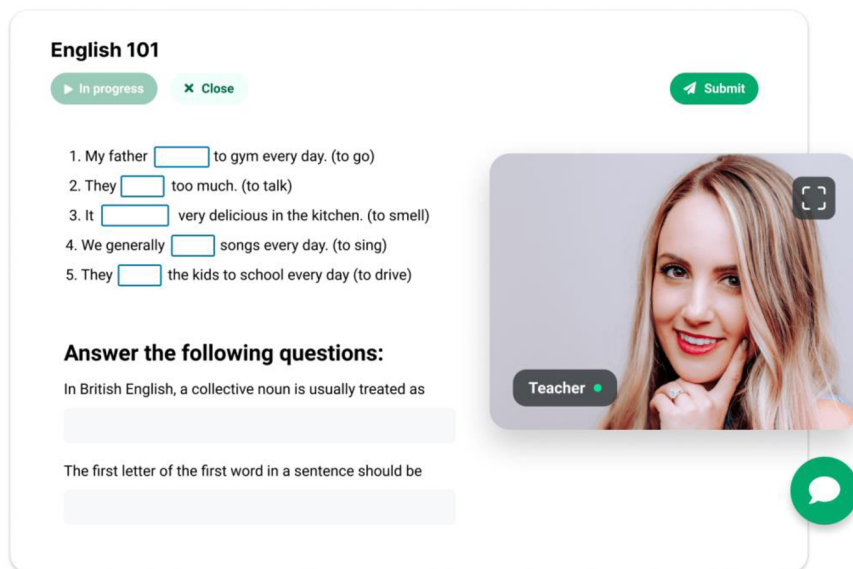 English 101
In progress
Close
Submit
1. My father to gym every day. (to go)
2. They too much. (to talk)
3. It very delicious in the kitchen. (to smell)
4. We generally songs every day. (to sing)
5. They the kids to school every day (to drive)
Teacher
Answer the following questions:
In British English, a collective noun is usually treated as
The first letter of the first word in a sentence should be